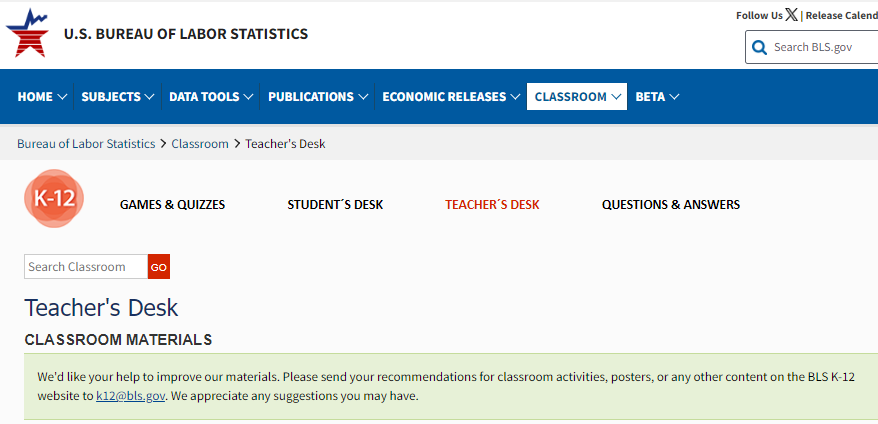 Follow Us X | Release Calend
U.S. BUREAU OF LABOR STATISTICS
Search BLS.gov
HOME SUBJECTS DATA TOOLS PUBLICATIONS ECONOMIC RELEASES CLASSROOM BETA
Bureau of Labor Statistics > Classroom > Teacher's Desk
K-12 GAMES & QUIZZES STUDENT´S DESK TEACHER´S DESK QUESTIONS & ANSWERS
Search Classroom GO
Teacher's Desk
CLASSROOM MATERIALS
We'd like your help to improve our materials. Please send your recommendations for classroom activities, posters, or any other content on the BLS K-12
website to k12@bls.gov. We appreciate any suggestions you may have.